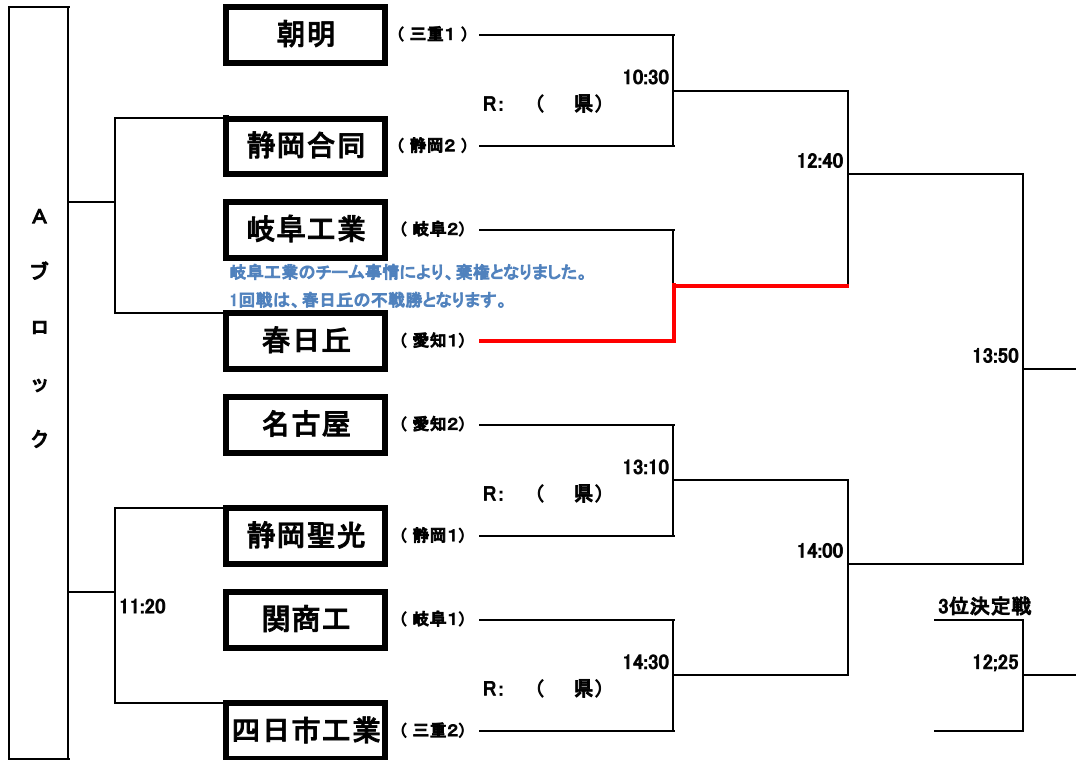 Aブロック
朝明
( 三重1 )
10:30
R: ( 県)
静岡合同
( 静岡2 )
12:40
岐阜工業
( 岐阜2)
岐阜工業のチーム事情により、棄権となりました。
1回戦は、春日丘の不戦勝となります。
春日丘
( 愛知1)
13:50
名古屋
( 愛知2)
13:10
R: ( 県)
静岡聖光
( 静岡1)
14:00
11:20
関商工
( 岐阜1)
3位決定戦
14:30
12;25
R: ( 県)
四日市工業
( 三重2)